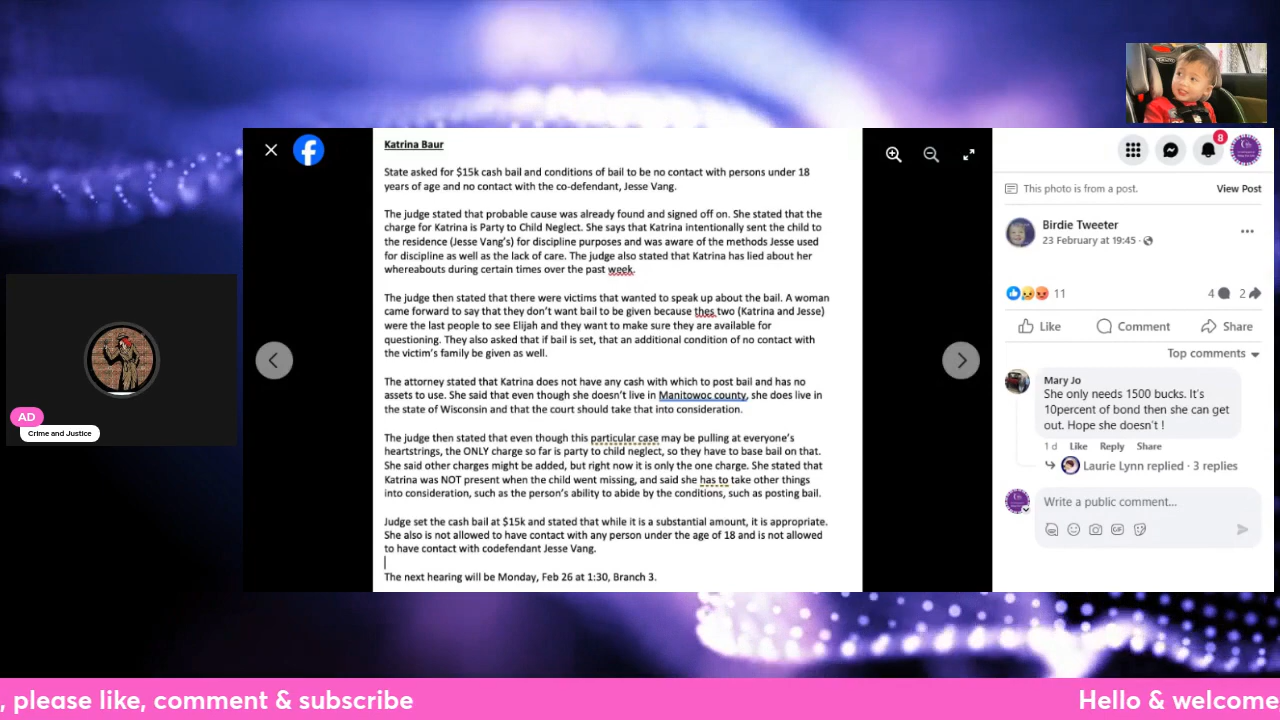 Katrina Baur
State asked for $15k cash bail and conditions of bail to be no contact with persons under 18
years of age and no contact with the co-defendant, Jesse Vang.
The judge stated that probable cause was already found and signed off on. She stated that the
charge for Katrina is Party to Child Neglect. She says that Katrina intentionally sent the child to
the residence (Jesse Vang's) for discipline purposes and was aware of the methods Jesse used
for discipline as well as the lack of care. The judge also stated that Katrina has lied about her
whereabouts during certain times over the past week.
The judge then stated that there were victims that wanted to speak up about the bail. A woman
came forward to say that they don't want bail to be given because thes two (Katrina and Jesse)
were the last people to see Elijah and they want to make sure they are available for
questioning. They also asked that if bail is set, that an additional condition of no contact with
the victim's family be given as well.
The attorney stated that Katrina does not have any cash with which to post bail and has no
assets to use. She said that even though she doesn't live in Manitowoc county, she does live in
the state of Wisconsin and that the court should take that into consideration.
The judge then stated that even though this particular case may be pulling at everyone's
heartstrings, the ONLY charge so far is party to child neglect, so they have to base bail on that.
She said other charges might be added, but right now it is only the one charge. She stated that
Katrina was NOT present when the child went missing, and said she has to take other things
into consideration, such as the person's ability to abide by the conditions, such as posting bail.
Judge set the cash bail at $15k and stated that while it is a substantial amount, it is appropriate.
She also is not allowed to have contact with any person under the age of 18 and is not allowed
to have contact with codefendant Jesse Vang.
The next hearing will be Monday, Feb 26 at 1:30, Branch 3.
8
This photo is from a post. View Post
Birdie Tweeter
23 February at 19:45
11 4 2
Like Comment Share
Top comments
Mary Jo
She only needs 1500 bucks. It's
10percent of bond then she can get
out. Hope she doesn't !
1 d Like Reply Share
Laurie Lynn replied · 3 replies
Write a public comment...
GIF
AD
Crime and Justice
, please like, comment & subscribe
Hello & welcome